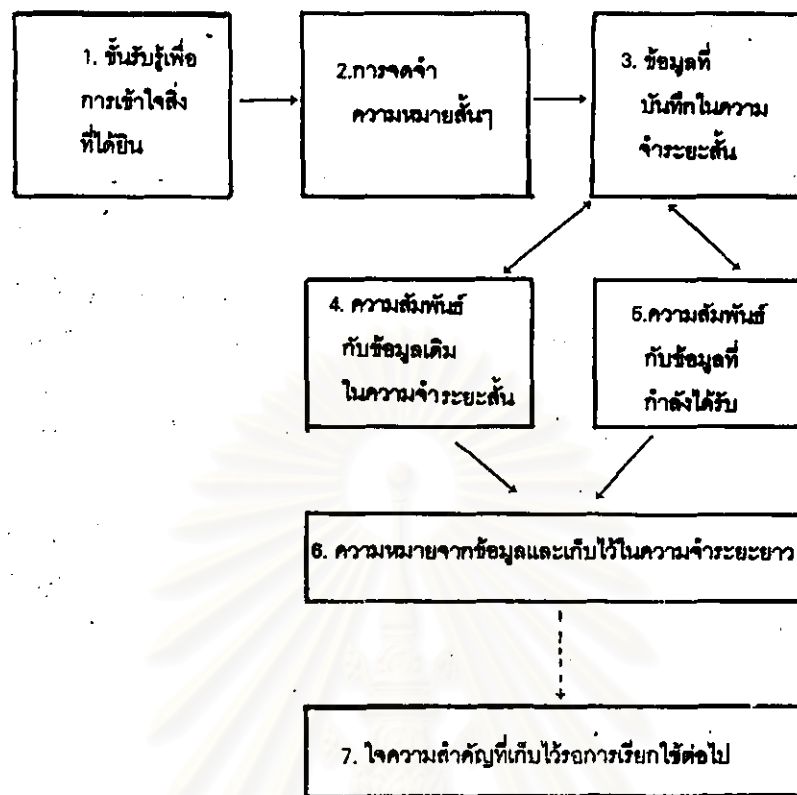 1. ขั้นรับรู้เพื่อ
การเข้าใจสิ่ง
ที่ได้ยิน
2.การจดจำ
ความหมายสั้นๆ
3. ข้อมูลที่
บันทึกในความ
จำระยะสั้น
4. ความสัมพันธ์
กับข้อมูลเดิม
ในความจำระยะสั้น
5.ความสัมพันธ์
กับข้อมูลที่
กำลังได้รับ
6. ความหมายจากข้อมูลและเก็บไว้ในความจำระยะยาว
7. ใจความสำคัญที่เก็บไว้รอการเรียกใช้ต่อไป